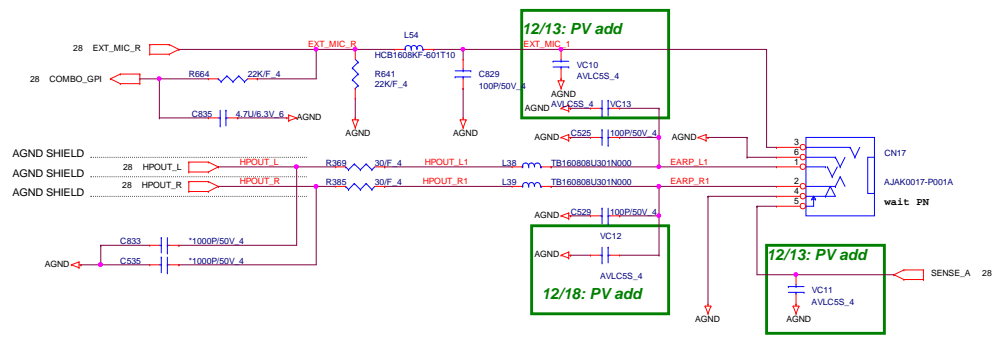 12/13: PV add
L54
28 EXT_MIC_R
EXT_MIC_R
EXT_MIC_1
HCB1608KF-601T10
28 COMBO_GPI
R664
22K/F_4
R641
22K/F_4
C829
100P/50V_4
VC10
AVLC5S_4
AGND
AVLC5S_4
VC13
AGND
C835
4.7U/6.3V_6
AGND
AGND
AGND
AGND
C525
100P/50V_4
AGND
3
6
1
2
4
5
CN17
AJAK0017-P001A
wait PN
AGND SHIELD
28 HPOUT_L
HPOUT_L
R369
30/F_4
HPOUT_L1
L38
TB160808U301N000
EARP_L1
AGND SHIELD
28 HPOUT_R
HPOUT_R
R385
30/F_4
HPOUT_R1
L39
TB160808U301N000
EARP_R1
AGND SHIELD
AGND
C529
100P/50V_4
C833
*1000P/50V_4
AGND
C535
*1000P/50V_4
VC12
AGND
AVLC5S_4
12/18: PV add
12/13: PV add
SENSE_A 28
VC11
AVLC5S_4
AGND
AGND